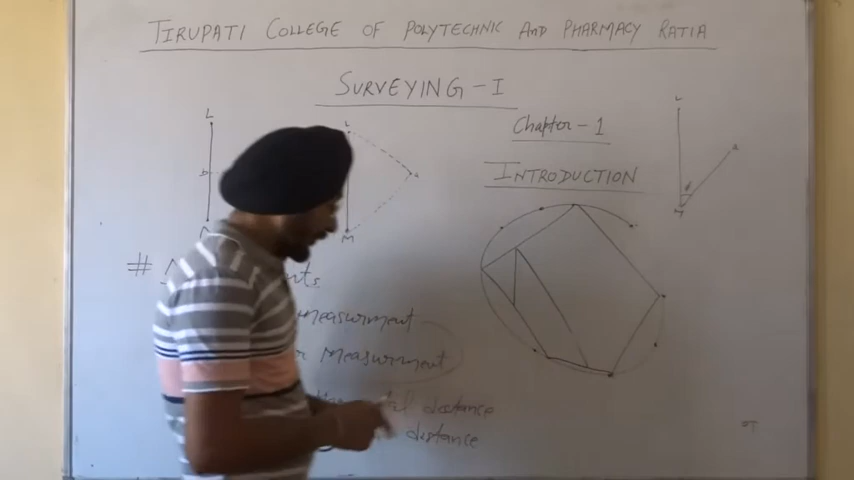 TIRUPATI COLLEGE OF POLYTECHNIC AND PHARMACY RATIA
SURVEYING-I
Chapter-1
INTRODUCTION
L
L
L
D
M
M
#
measurment
Measurment
distance
distance